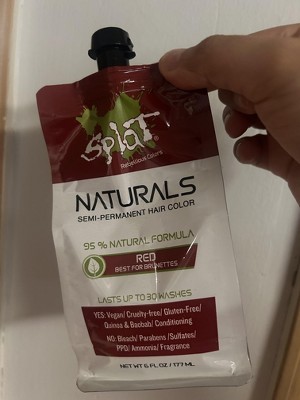 Splat®
Rebellious Colors
NATURALS
SEMI-PERMANENT HAIR COLOR
95 % NATURAL FORMULA
RED
BEST FOR BRUNETTES
LASTS UP TO 30 WASHES
YES: Vegan/ Cruelty-free/ Gluten-Free/
Quinoa & Baobab/ Conditioning
NO: Bleach/ Parabens /Sulfates/
PPD/ Ammonia/ Fragrance
NET WT 6 FL OZ / 177 ML